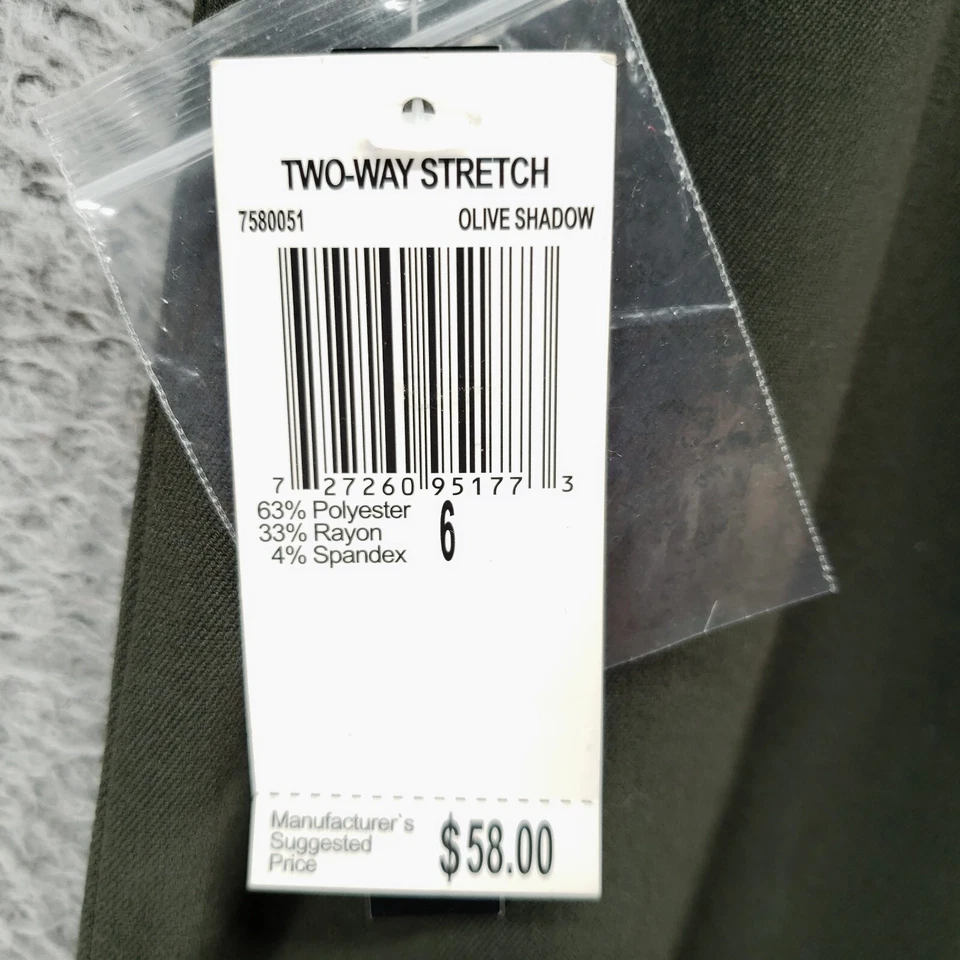 TWO-WAY STRETCH
7580051 OLIVE SHADOW
7 27260 95177 3
63% Polyester
33% Rayon
4% Spandex
6
Manufacturer`s
Suggested
Price
$58.00